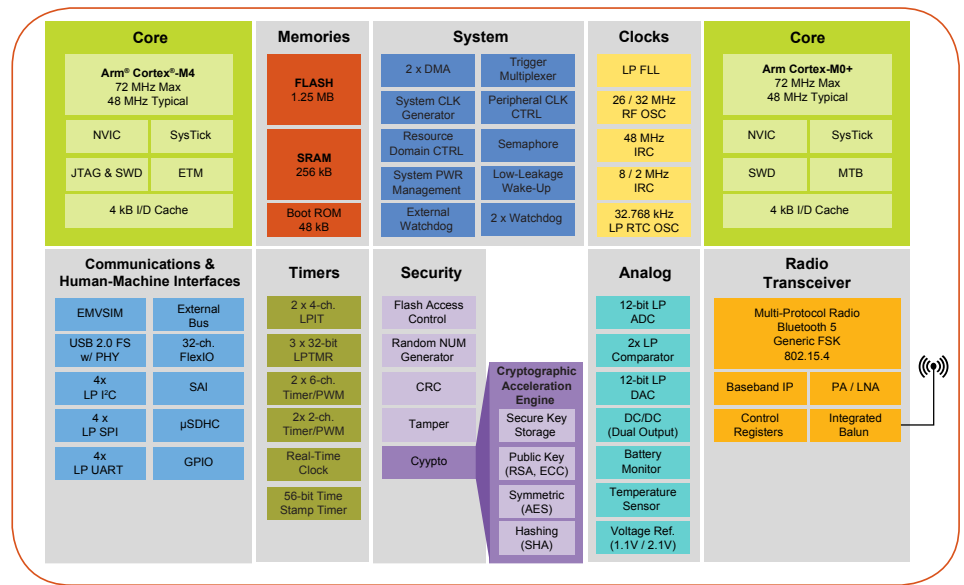 Core
Arm® Cortex®-M4
72 MHz Max
48 MHz Typical
NVIC
SysTick
JTAG & SWD
ETM
4 kB I/D Cache
Memories
FLASH
1.25 MB
SRAM
256 kB
Boot ROM
48 kB
System
2 x DMA
Trigger
Multiplexer
System CLK
Generator
Peripheral CLK
CTRL
Resource
Domain CTRL
Semaphore
System PWR
Management
Low-Leakage
Wake-Up
External
Watchdog
2 x Watchdog
Clocks
LP FLL
26 / 32 MHz
RF OSC
48 MHz
IRC
8 / 2 MHz
IRC
32.768 kHz
LP RTC OSC
Core
Arm Cortex-M0+
72 MHz Max
48 MHz Typical
NVIC
SysTick
SWD
MTB
4 kB I/D Cache
Communications &
Human-Machine Interfaces
EMVSIM
External
Bus
USB 2.0 FS
w/ PHY
32-ch.
FlexIO
4x
LP I²C
SAI
4 x
LP SPI
µSDHC
4x
LP UART
GPIO
Timers
2 x 4-ch.
LPIT
3 x 32-bit
LPTMR
2 x 6-ch.
Timer/PWM
2x 2-ch.
Timer/PWM
Real-Time
Clock
56-bit Time
Stamp Timer
Security
Flash Access
Control
Random NUM
Generator
CRC
Tamper
Cyypto
Cryptographic
Acceleration
Engine
Secure Key
Storage
Public Key
(RSA, ECC)
Symmetric
(AES)
Hashing
(SHA)
Analog
12-bit LP
ADC
2x LP
Comparator
12-bit LP
DAC
DC/DC
(Dual Output)
Battery
Monitor
Temperature
Sensor
Voltage Ref.
(1.1V / 2.1V)
Radio
Transceiver
Multi-Protocol Radio
Bluetooth 5
Generic FSK
802.15.4
Baseband IP
PA / LNA
Control
Registers
Integrated
Balun